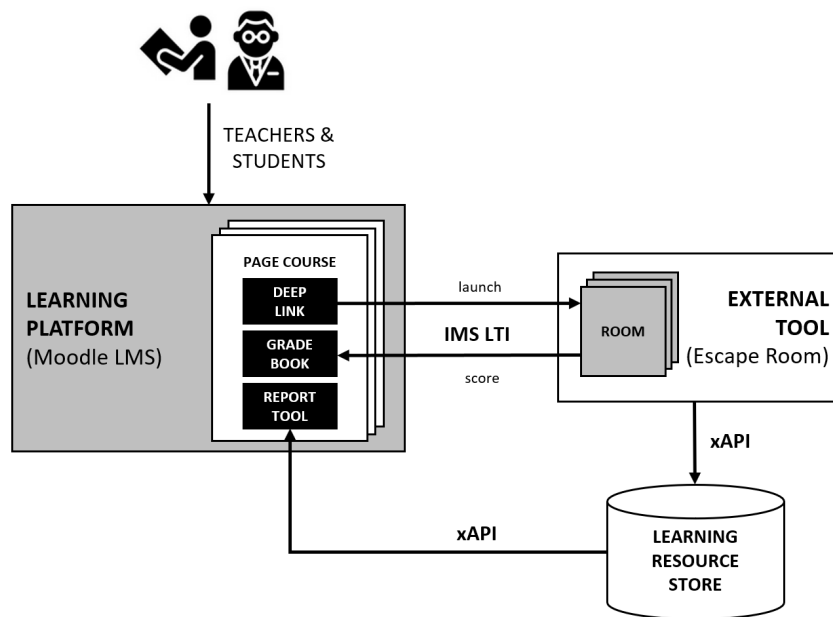 TEACHERS &
STUDENTS
LEARNING
PLATFORM
(Moodle LMS)
PAGE COURSE
DEEP
LINK
GRADE
BOOK
REPORT
TOOL
launch
IMS LTI
score
ROOM
EXTERNAL
TOOL
(Escape Room)
xAPI
xAPI
LEARNING
RESOURCE
STORE